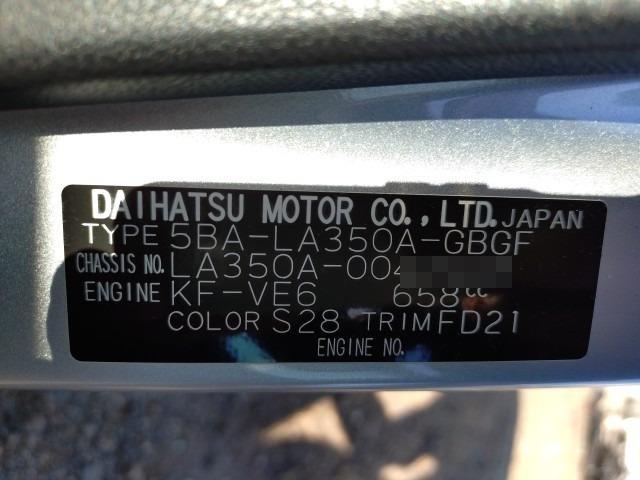 DAIHATSU MOTOR CO., LTD. JAPAN
TYPE 5BA-LA350A-GBGF
CHASSIS NO. LA350A-004
ENGINE KF-VE6 658cc
COLOR S28 TRIM FD21
ENGINE NO.